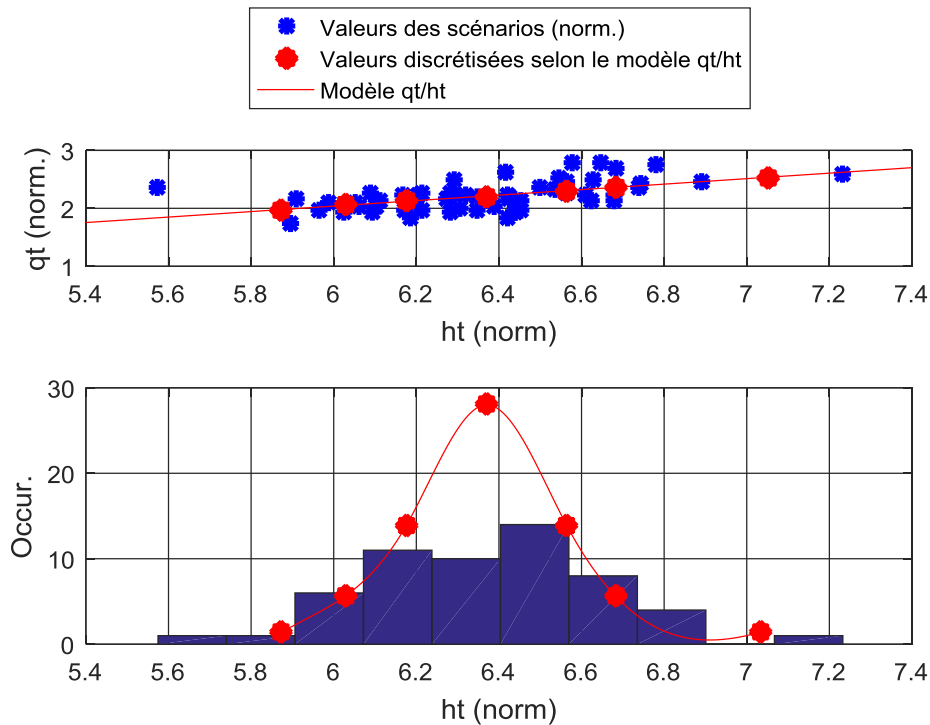 Valeurs des scénarios (norm.)
Valeurs discrétisées selon le modèle qt/ht
Modèle qt/ht
qt (norm.)
3
2
1
5.4 5.6 5.8 6 6.2 6.4 6.6 6.8 7 7.2 7.4
ht (norm)
Occur.
30
20
10
0
5.4 5.6 5.8 6 6.2 6.4 6.6 6.8 7 7.2 7.4
ht (norm)